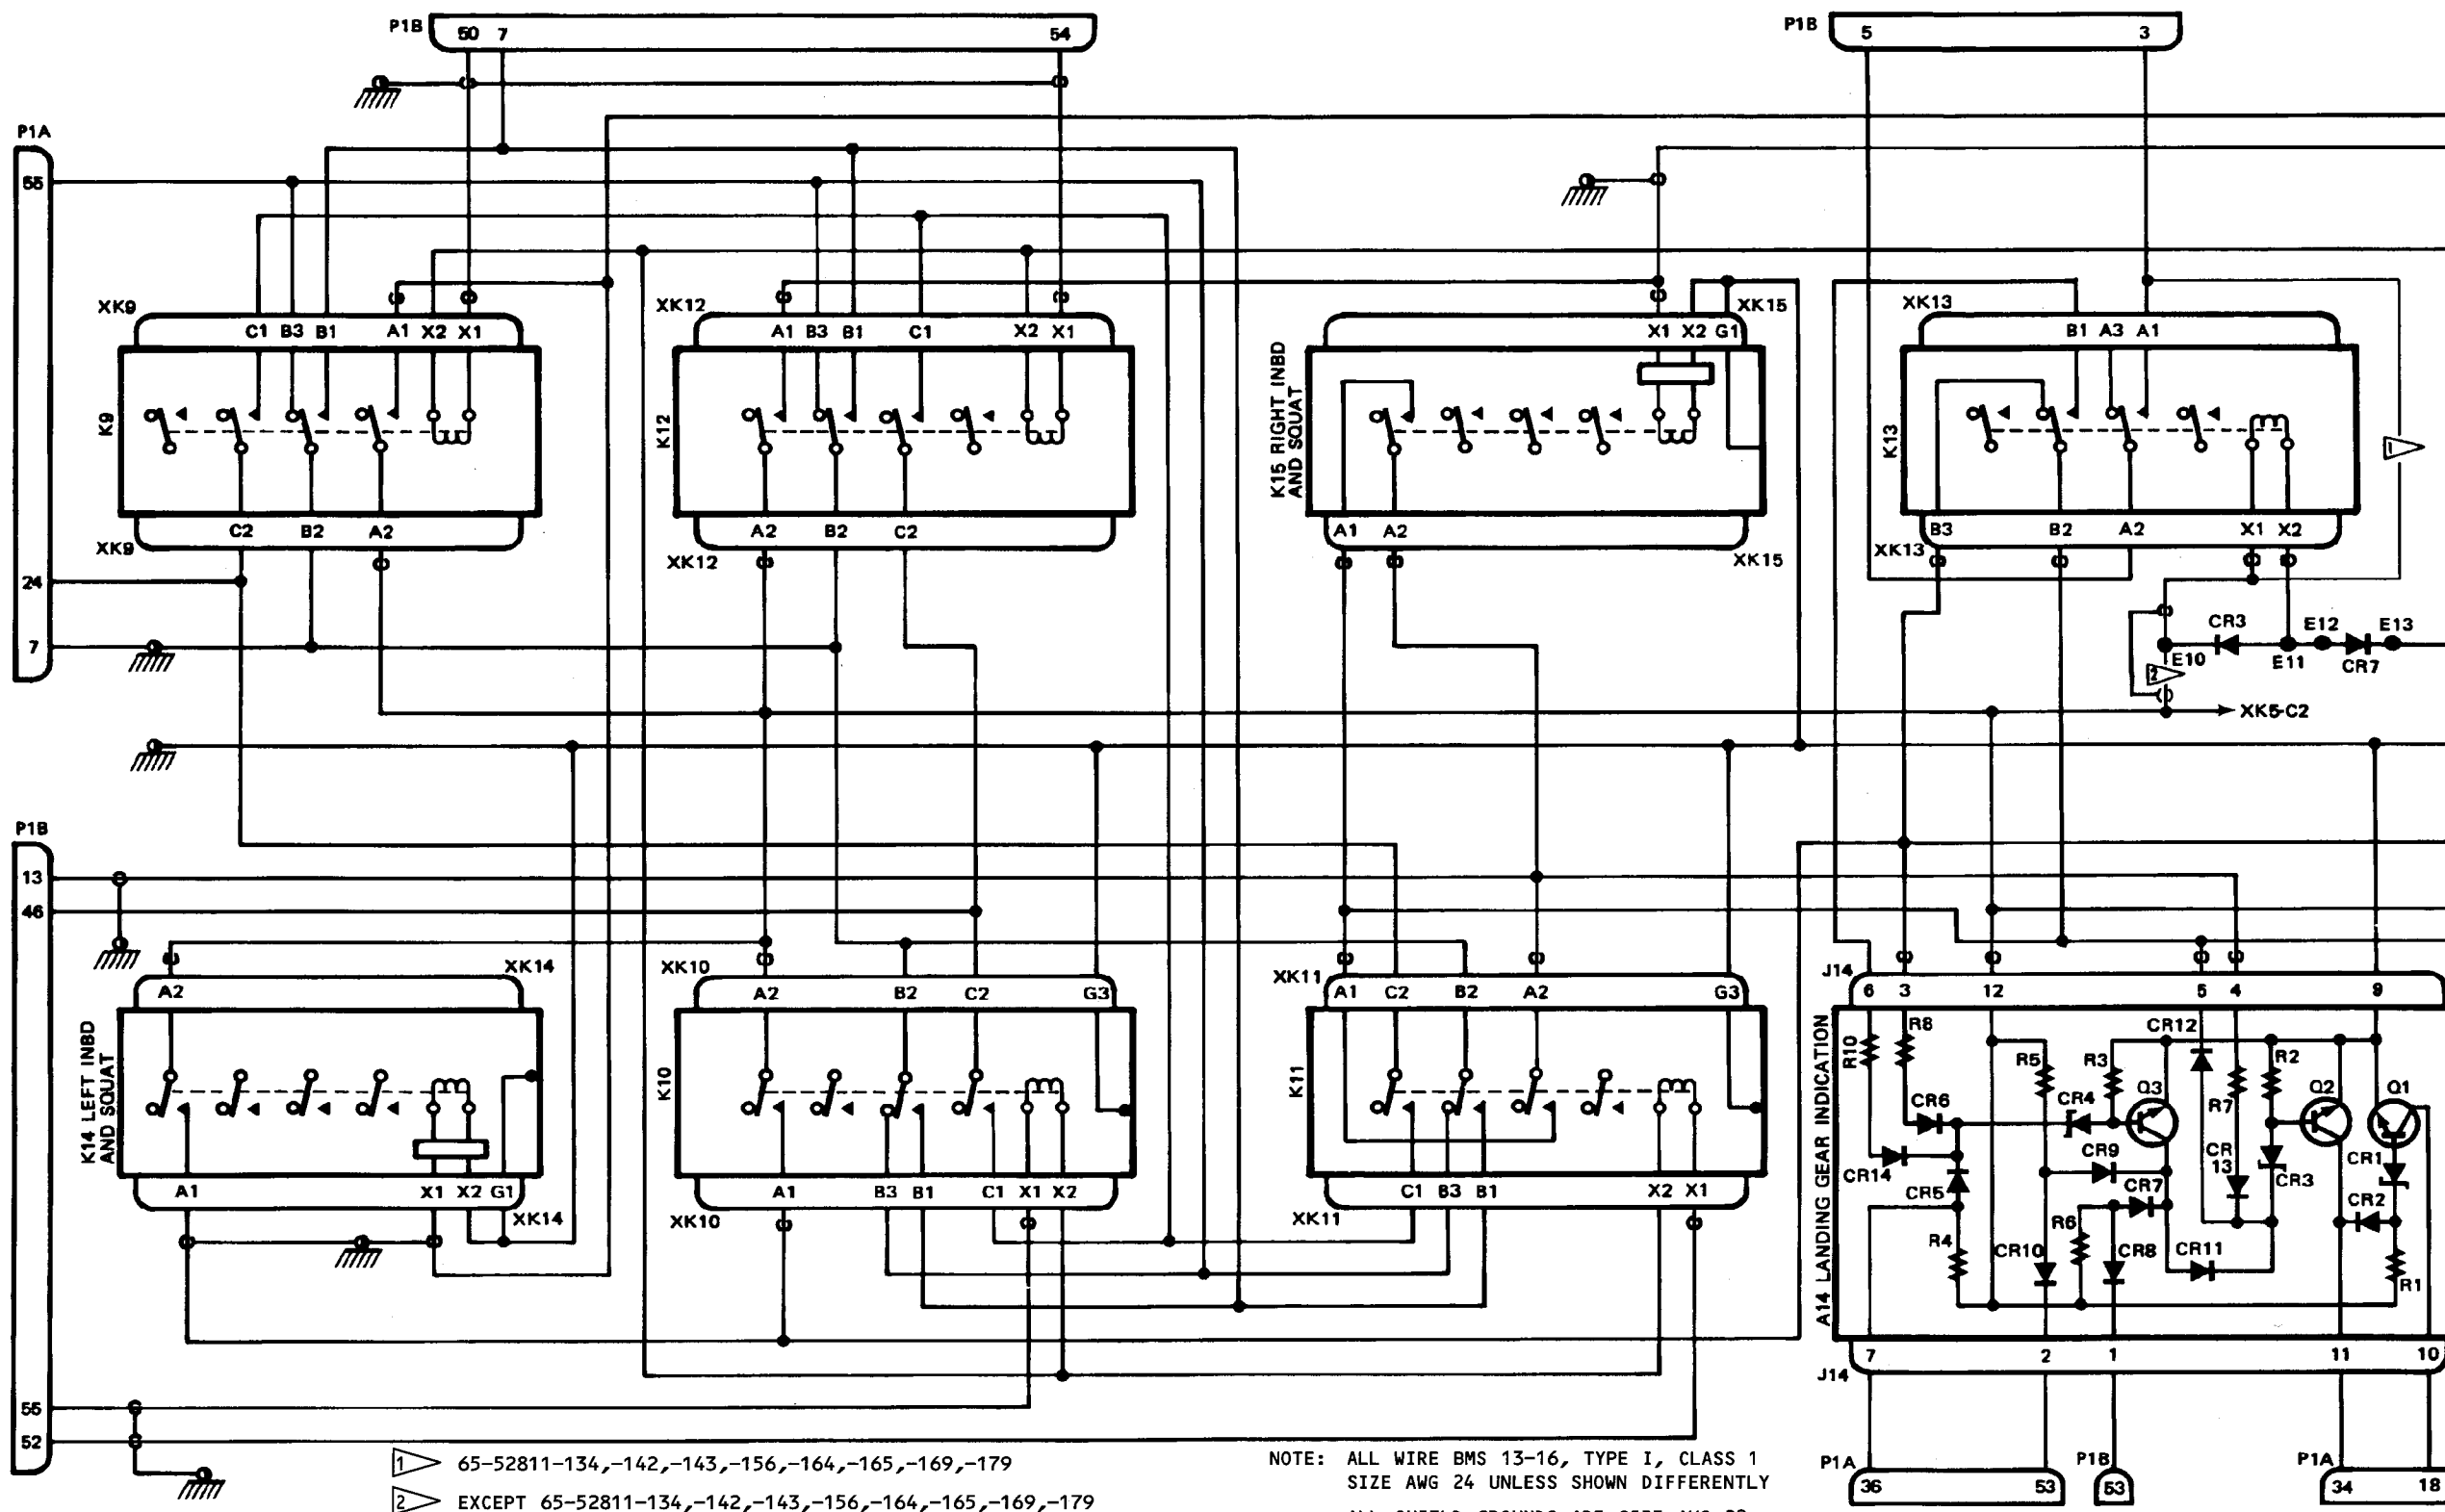 P1B 50 7 54
P1B 5 3
P1A
55
24
7
XK9 XK12 XK15 XK13
C1 B3 B1 A1 X2 X1
A1 B3 B1 C1 X2 X1
X1 X2 G1
B1 A3 A1
K9
K12
K15 RIGHT INBD
AND SQUAT
K13
1
C2 B2 A2
A2 B2 C2
A1 A2
B3 B2 A2 X1 X2
XK9 XK12 XK15 XK13
CR3 E12 E13
E10 E11 CR7
2
XK5-C2
P1B
13
46
55
52
XK14 XK10 XK11 J14
A2
A2 B2 C2 G3
A1 C2 B2 A2 G3
6 3 12 5 4 9
K14 LEFT INBD
AND SQUAT
K10
K11
A14 LANDING GEAR INDICATION
R10 R8 R5 R3 CR12 R2
CR6 CR4 Q3 R7 Q2 Q1
CR14 CR9 CR
13 CR3 CR1
CR5 CR7 CR2
R4 R6
CR10 CR8 CR11 R1
A1 X1 X2 G1
A1 B3 B1 C1 X1 X2
C1 B3 B1 X2 X1
XK14 XK10 XK11
7 2 1 11 10
J14
P1A P1B P1A
36 53 53 34 18
1 65-52811-134,-142,-143,-156,-164,-165,-169,-179
2 EXCEPT 65-52811-134,-142,-143,-156,-164,-165,-169,-179
NOTE: ALL WIRE BMS 13-16, TYPE I, CLASS 1
SIZE AWG 24 UNLESS SHOWN DIFFERENTLY